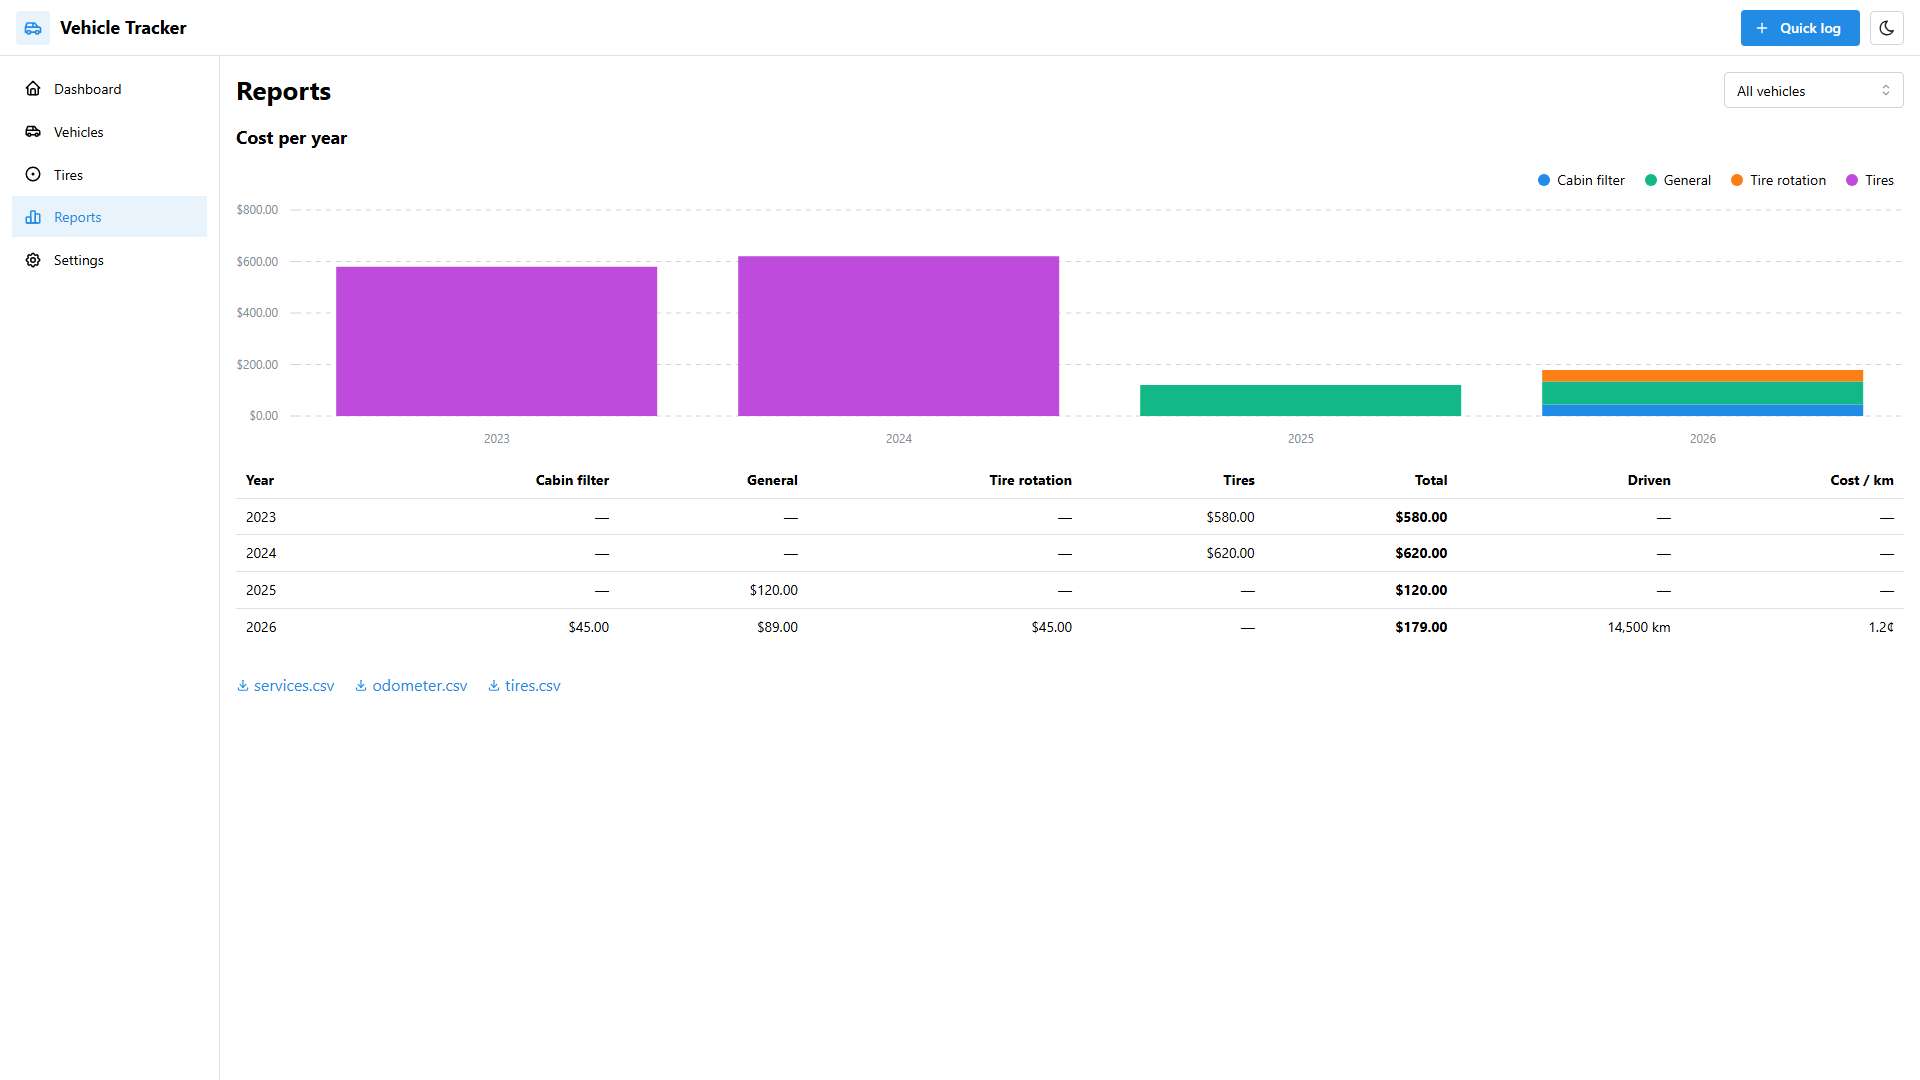 Vehicle Tracker
Quick log
Dashboard
Vehicles
Tires
Reports
Settings
Reports
All vehicles
Cost per year
Cabin filter General Tire rotation Tires
$800.00
$600.00
$400.00
$200.00
$0.00
2023 2024 2025 2026
Year Cabin filter General Tire rotation Tires Total Driven Cost / km
2023 — — — $580.00 $580.00 — —
2024 — — — $620.00 $620.00 — —
2025 — $120.00 — — $120.00 — —
2026 $45.00 $89.00 $45.00 — $179.00 14,500 km 1.2¢
services.csv odometer.csv tires.csv